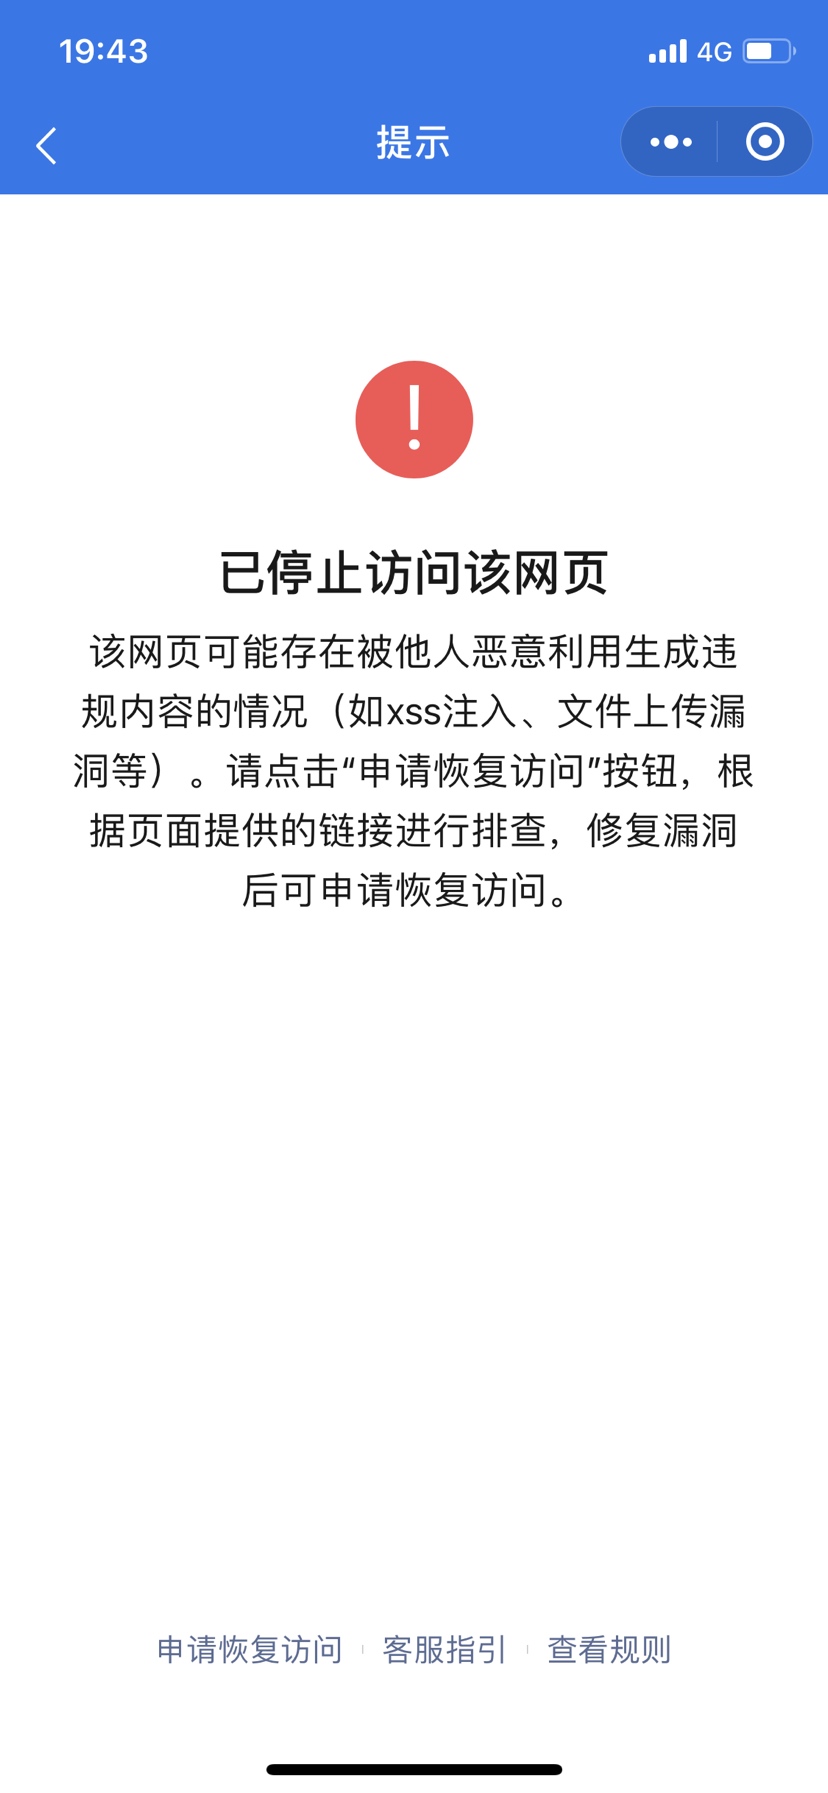 19:43
4G
提示
已停止访问该网页
该网页可能存在被他人恶意利用生成违
规内容的情况（如xss注入、文件上传漏
洞等）。请点击“申请恢复访问”按钮，根
据页面提供的链接进行排查，修复漏洞
后可申请恢复访问。
申请恢复访问
客服指引
查看规则